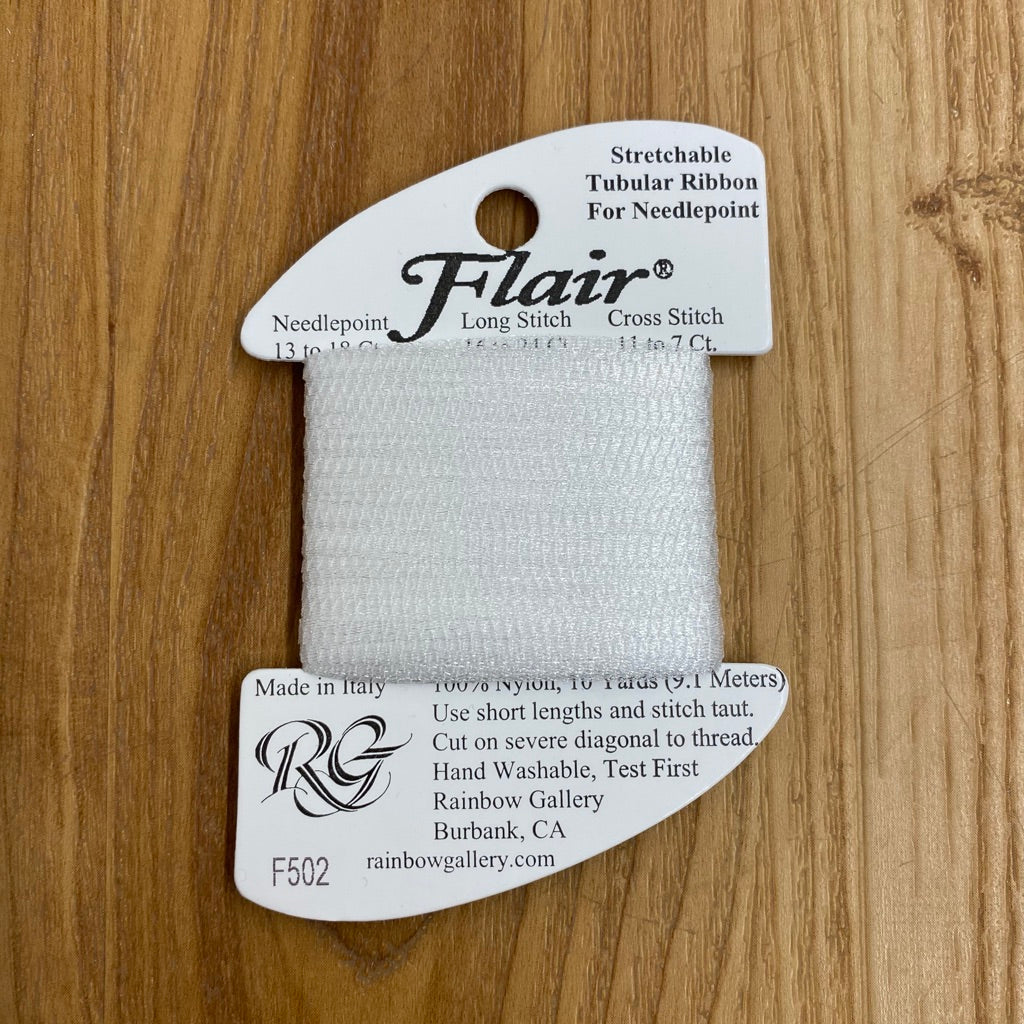 Stretchable
Tubular Ribbon
For Needlepoint
Flair®
Needlepoint Long Stitch Cross Stitch
13 to 18 Ct. 11 to 7 Ct.
Made in Italy
100% Nylon, 10 Yards (9.1 Meters)
Use short lengths and stitch taut.
Cut on severe diagonal to thread.
Hand Washable, Test First
Rainbow Gallery
Burbank, CA
RG
F502
rainbowgallery.com